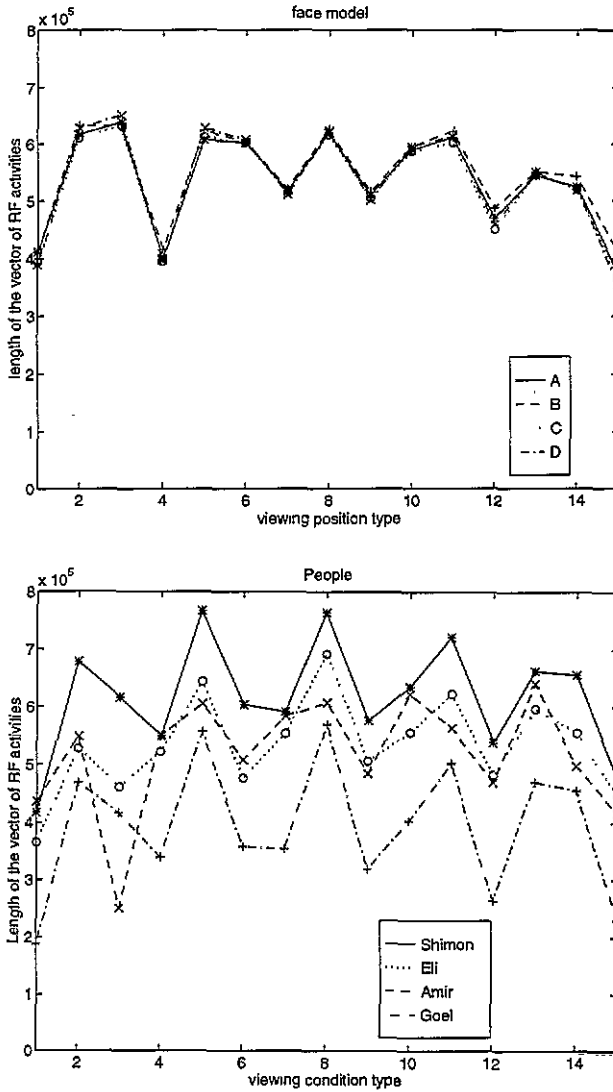 face model
x 10⁵
8
7
6
5
4
3
2
1
0
length of the vector of RF activities
A
B
C
D
2 4 6 8 10 12 14
viewing position type
People
x 10⁵
8
7
6
5
4
3
2
1
0
Length of the vector of RF activities
Shimon
Eli
Amir
Goel
2 4 6 8 10 12 14
viewing condition type